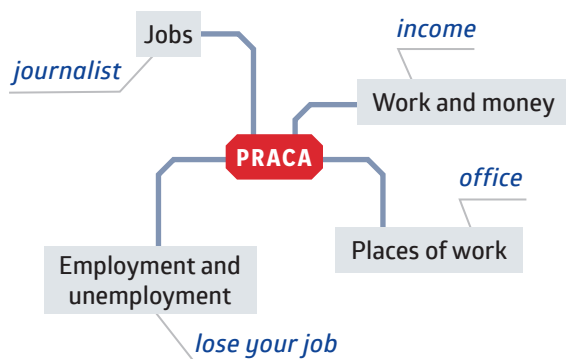 Jobs
journalist
income
Work and money
PRACA
office
Places of work
Employment and
unemployment
lose your job